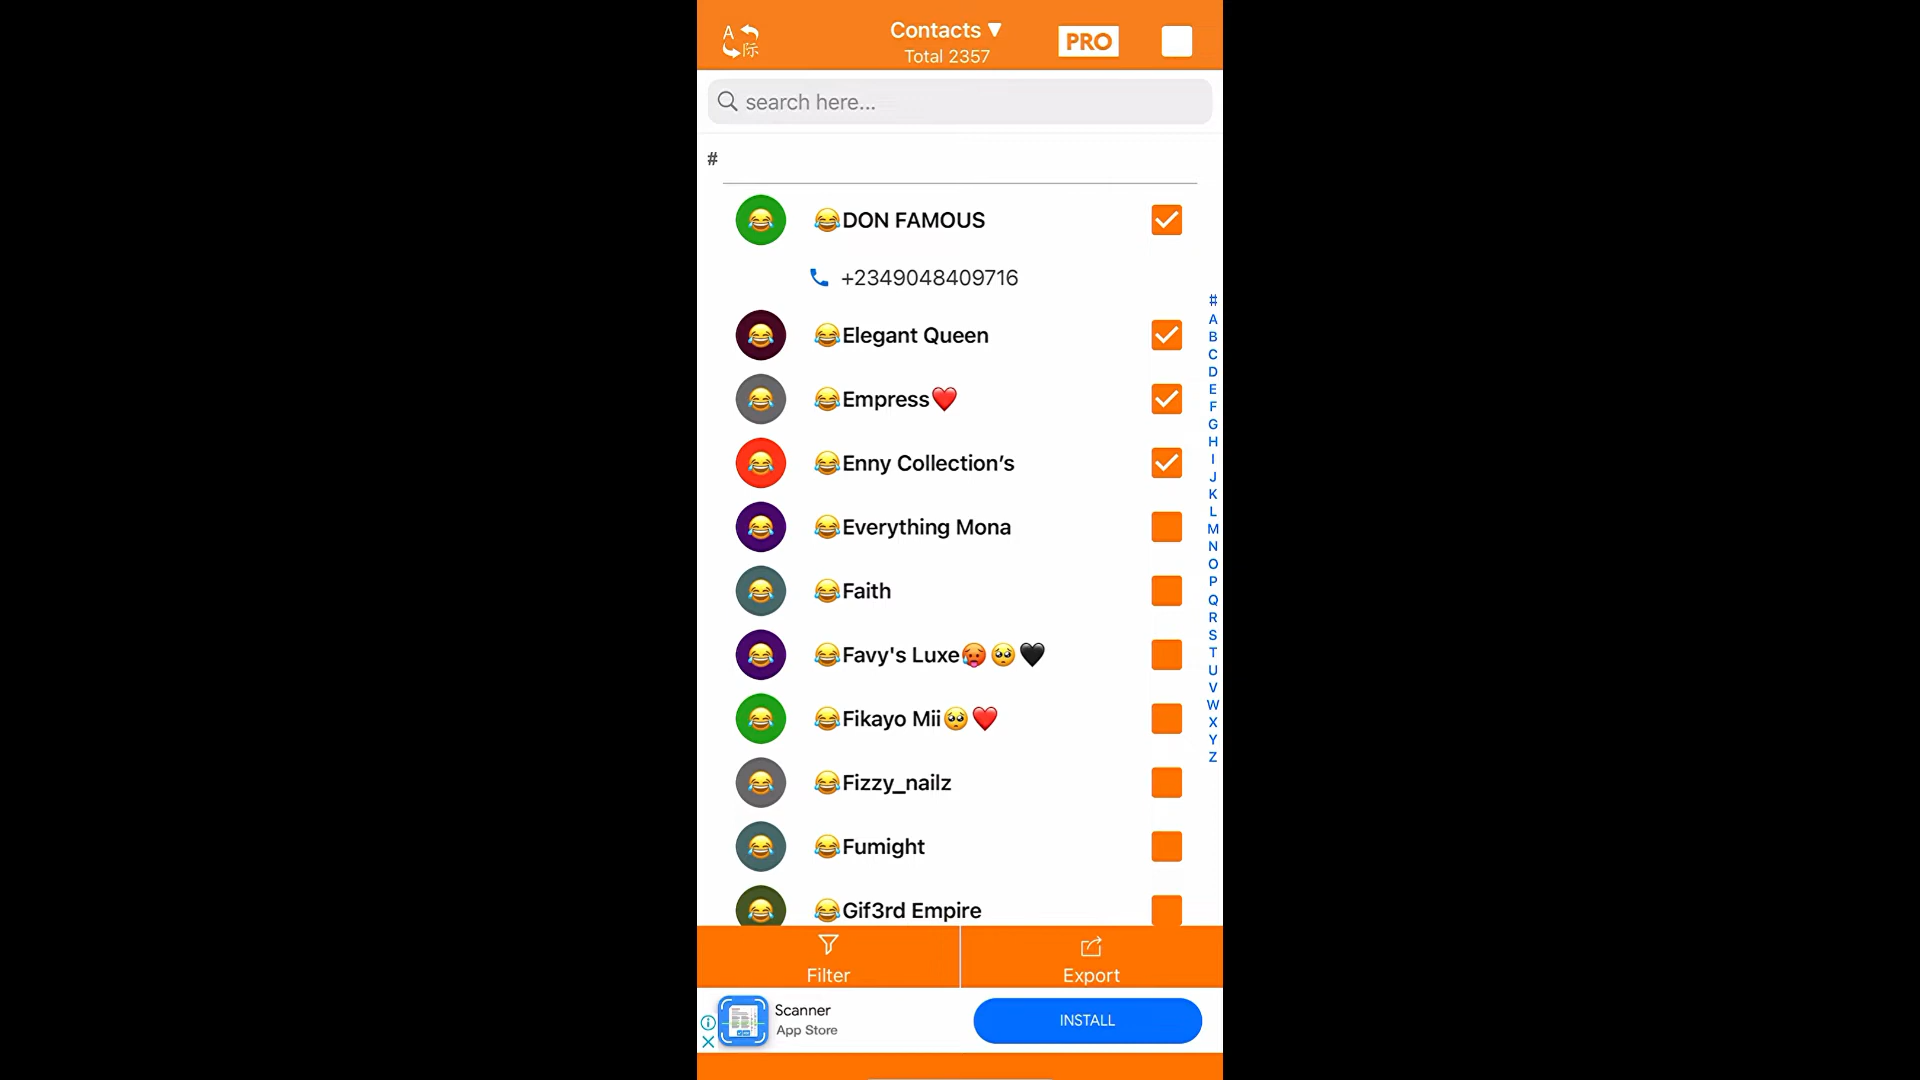 A 际
Contacts ▼
Total 2357
PRO
search here...
#
😂 😂DON FAMOUS
+2349048409716
😂 😂Elegant Queen
😂 😂Empress❤️
😂 😂Enny Collection’s
😂 😂Everything Mona
😂 😂Faith
😂 😂Favy's Luxe🥵🥺🖤
😂 😂Fikayo Mii🥺❤️
😂 😂Fizzy_nailz
😂 😂Fumight
😂 😂Gif3rd Empire
#
A
B
C
D
E
F
G
H
I
J
K
L
M
N
O
P
Q
R
S
T
U
V
W
X
Y
Z
Filter
Export
Scanner
App Store
INSTALL